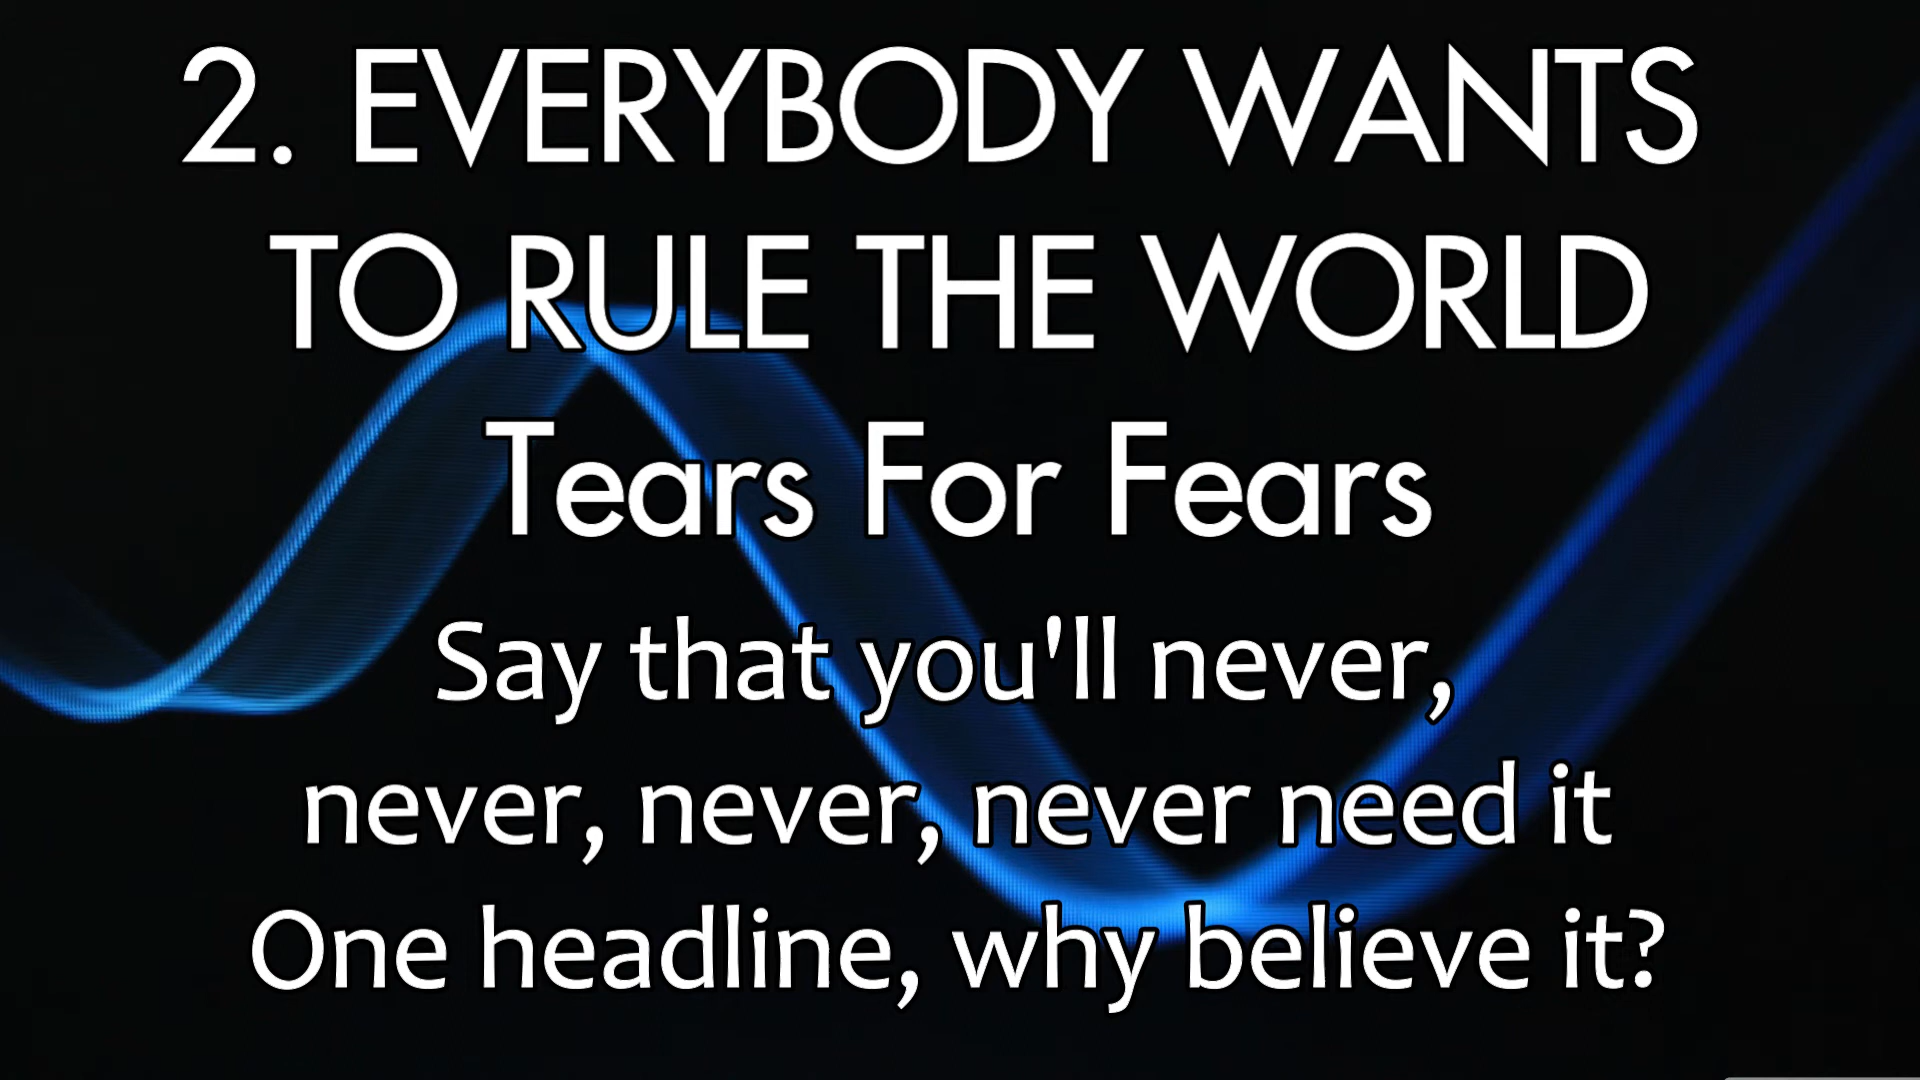 2. EVERYBODY WANTS
TO RULE THE WORLD
Tears For Fears
Say that you'll never,
never, never, never need it
One headline, why believe it?